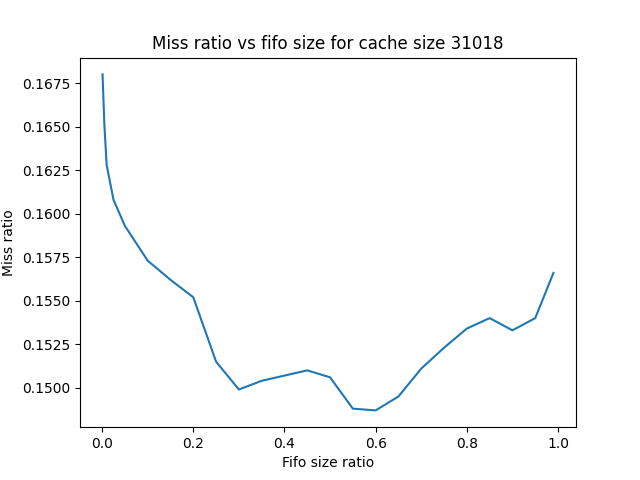 Miss ratio vs fifo size for cache size 31018
Miss ratio
0.1675
0.1650
0.1625
0.1600
0.1575
0.1550
0.1525
0.1500
0.0 0.2 0.4 0.6 0.8 1.0
Fifo size ratio